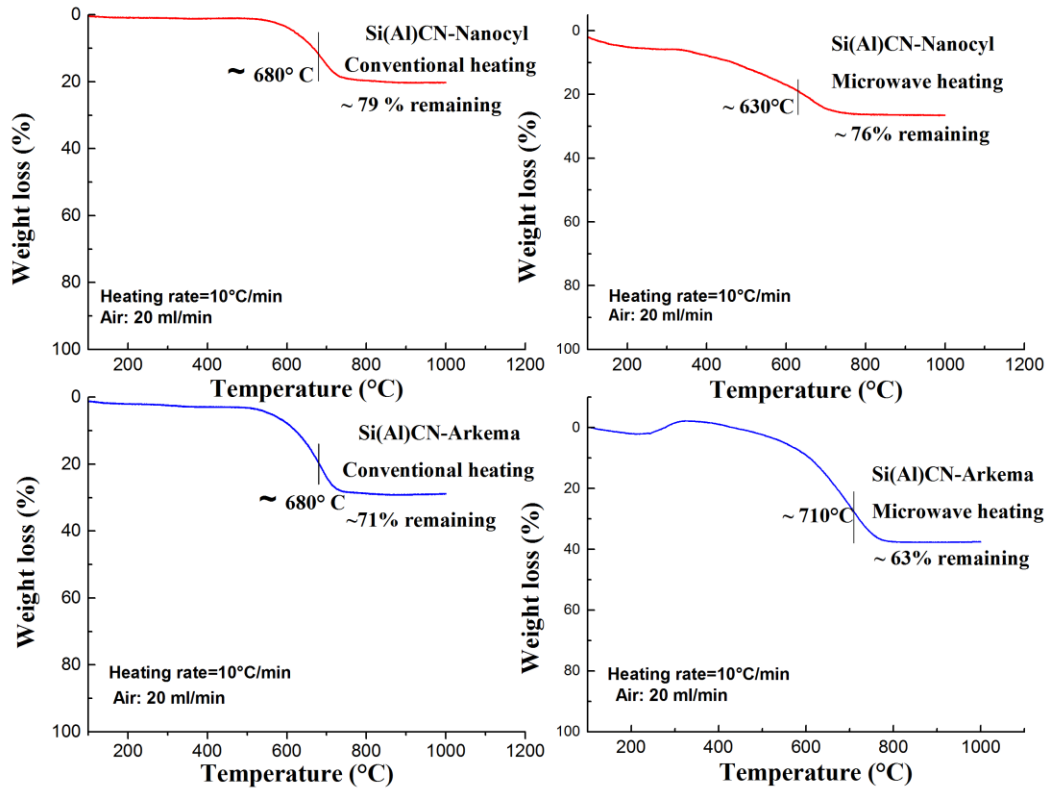 0
20
40
60
80
100
Weight loss (%)
Si(Al)CN-Nanocyl
Conventional heating
~ 680° C
~ 79 % remaining
Heating rate=10°C/min
Air: 20 ml/min
200 400 600 800 1000
Temperature (°C)
0
20
40
60
80
100
Weight loss (%)
Si(Al)CN-Nanocyl
Microwave heating
~ 630°C
~ 76% remaining
Heating rate=10°C/min
Air: 20 ml/min
200 400 600 800 1000
Temperature (°C)
0
20
40
60
80
100
Weight loss (%)
Si(Al)CN-Arkema
Conventional heating
~ 680° C
~71% remaining
Heating rate=10°C/min
Air: 20 ml/min
200 400 600 800 1000
Temperature (°C)
0
20
40
60
80
100
Weight loss (%)
Si(Al)CN-Arkema
Microwave heating
~ 710°C
~ 63% remaining
Heating rate=10°C/min
Air: 20 ml/min
200 400 600 800 1000
Temperature (°C)